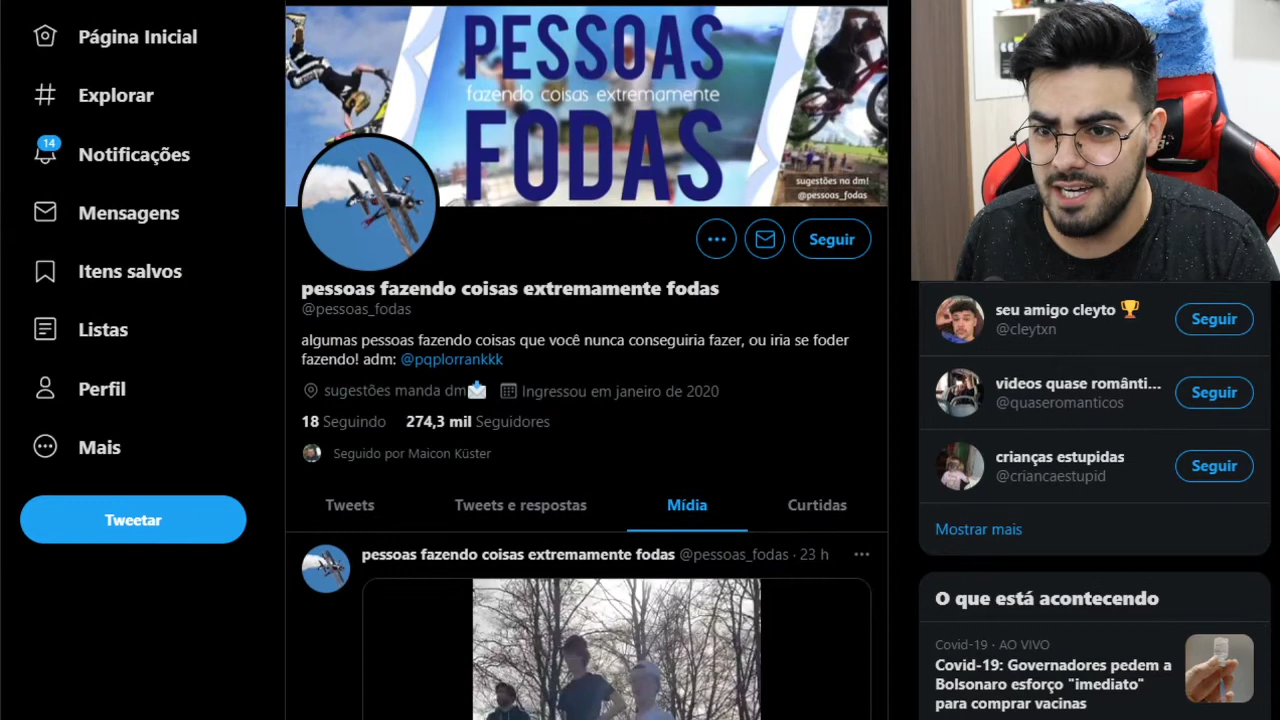 Página Inicial
Explorar
14
Notificações
Mensagens
Itens salvos
Listas
Perfil
Mais
Tweetar
PESSOAS
fazendo coisas extremamente
FODAS
sugestões na dm!
@pessoas_fodas
Seguir
pessoas fazendo coisas extremamente fodas
@pessoas_fodas
algumas pessoas fazendo coisas que você nunca conseguiria fazer, ou iria se foder
fazendo! adm: @pqplorrankkk
sugestões manda dm📩 Ingressou em janeiro de 2020
18 Seguindo 274,3 mil Seguidores
Seguido por Maicon Küster
Tweets Tweets e respostas Mídia Curtidas
pessoas fazendo coisas extremamente fodas @pessoas_fodas · 23 h
seu amigo cleyto 🏆
@cleytxn
Seguir
videos quase românti...
@quaseromanticos
Seguir
crianças estupidas
@criancaestupid
Seguir
Mostrar mais
O que está acontecendo
Covid-19 · AO VIVO
Covid-19: Governadores pedem a
Bolsonaro esforço "imediato"
para comprar vacinas